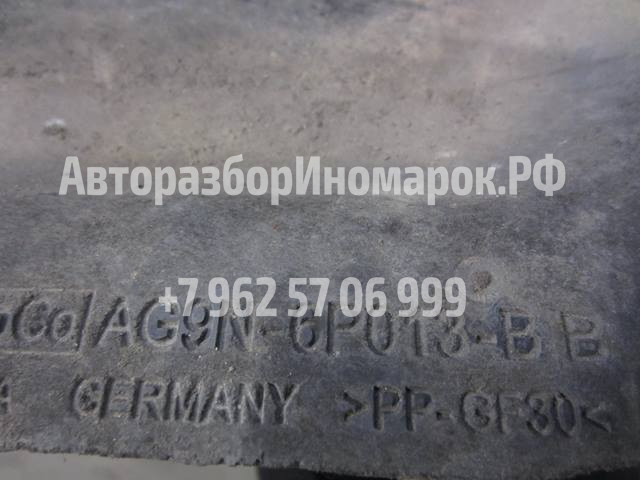 АвторазборИномарок.РФ
+7 962 57 06 999
AG9N-6P013-BB
GERMANY >PP-GF30<